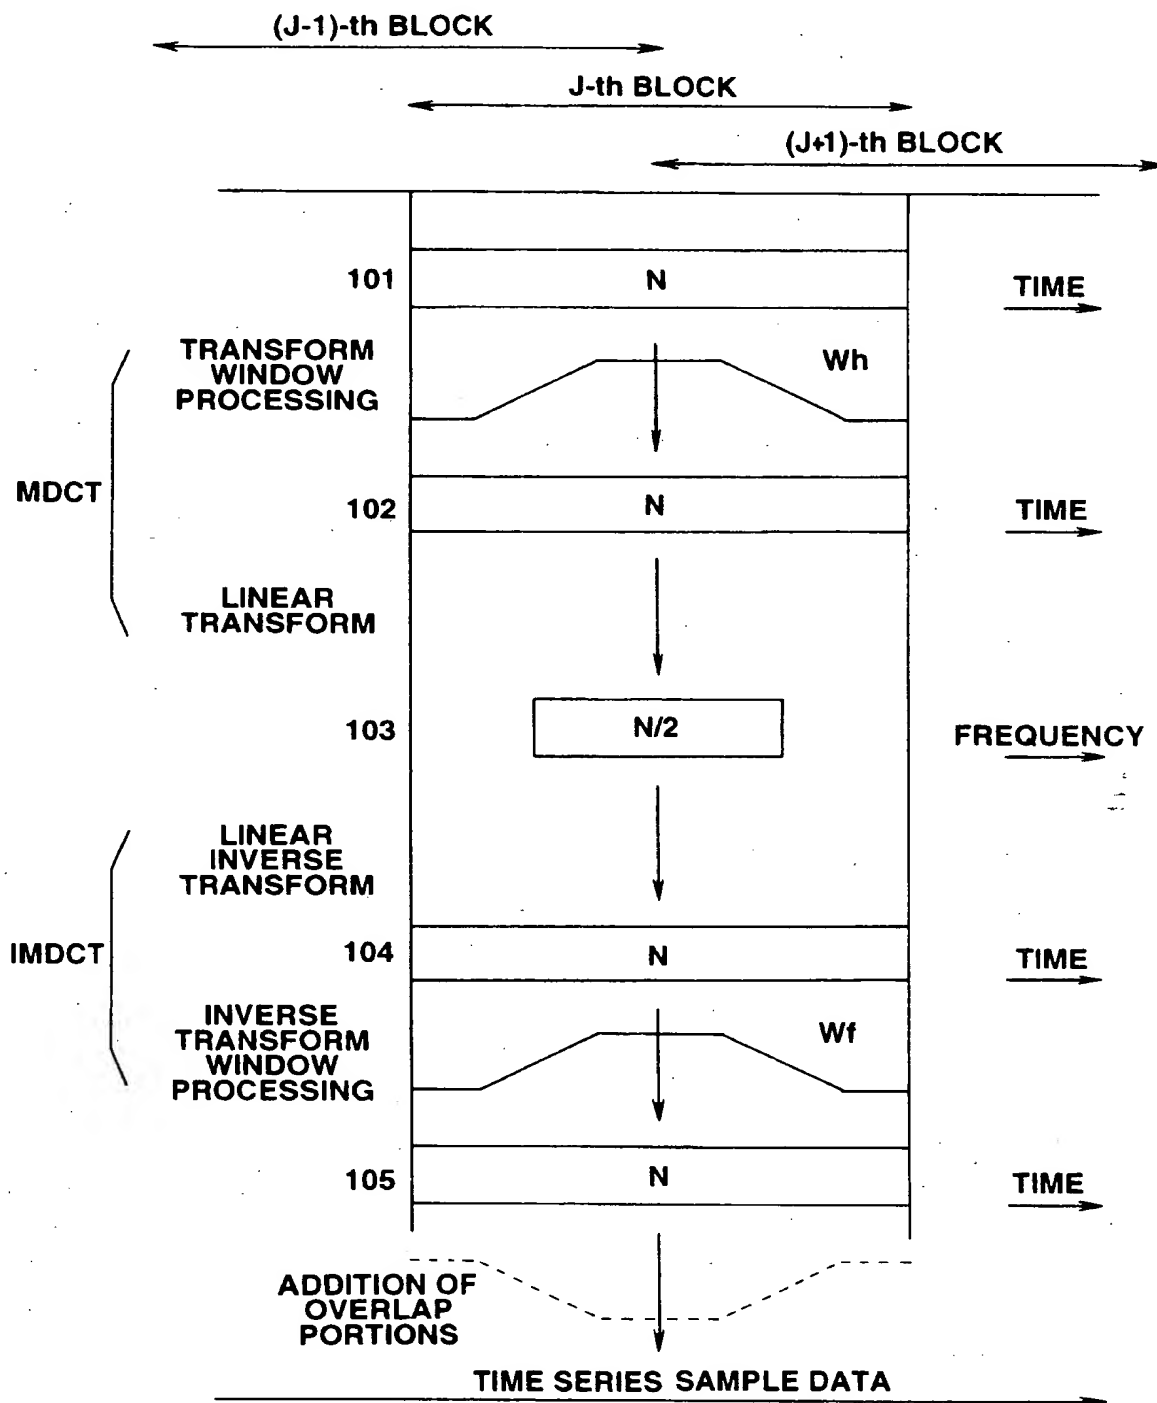 (J-1)-th BLOCK
J-th BLOCK
(J+1)-th BLOCK
101
N
TIME
TRANSFORM
WINDOW
PROCESSING
Wh
MDCT
102
N
TIME
LINEAR
TRANSFORM
103
N/2
FREQUENCY
LINEAR
INVERSE
TRANSFORM
IMDCT
104
N
TIME
INVERSE
TRANSFORM
WINDOW
PROCESSING
Wf
105
N
TIME
ADDITION OF
OVERLAP
PORTIONS
TIME SERIES SAMPLE DATA